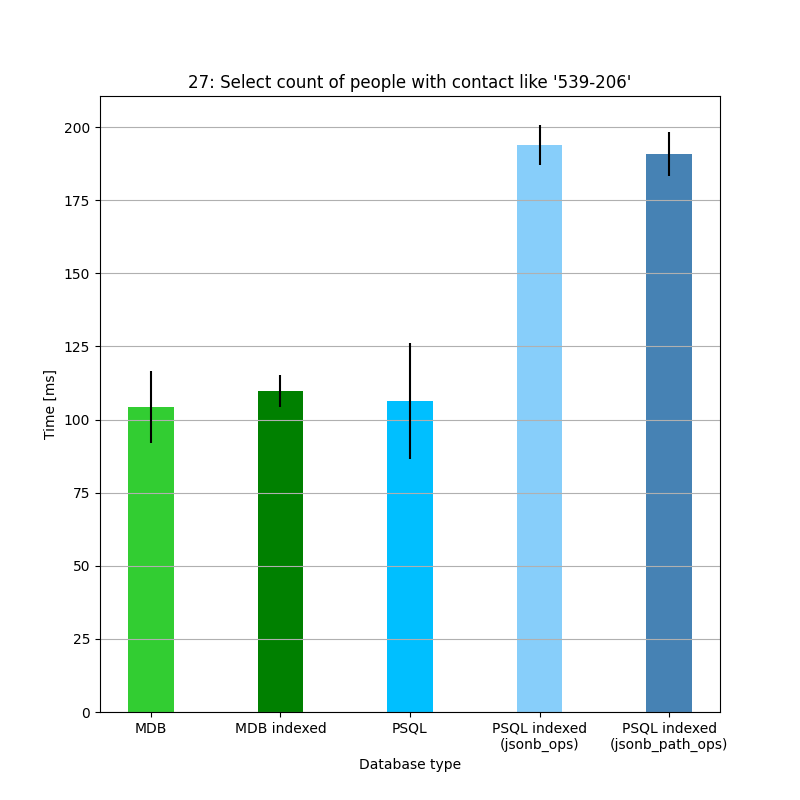 27: Select count of people with contact like '539-206'
200
175
150
125
100
75
50
25
0
Time [ms]
MDB
MDB indexed
PSQL
PSQL indexed
(jsonb_ops)
PSQL indexed
(jsonb_path_ops)
Database type